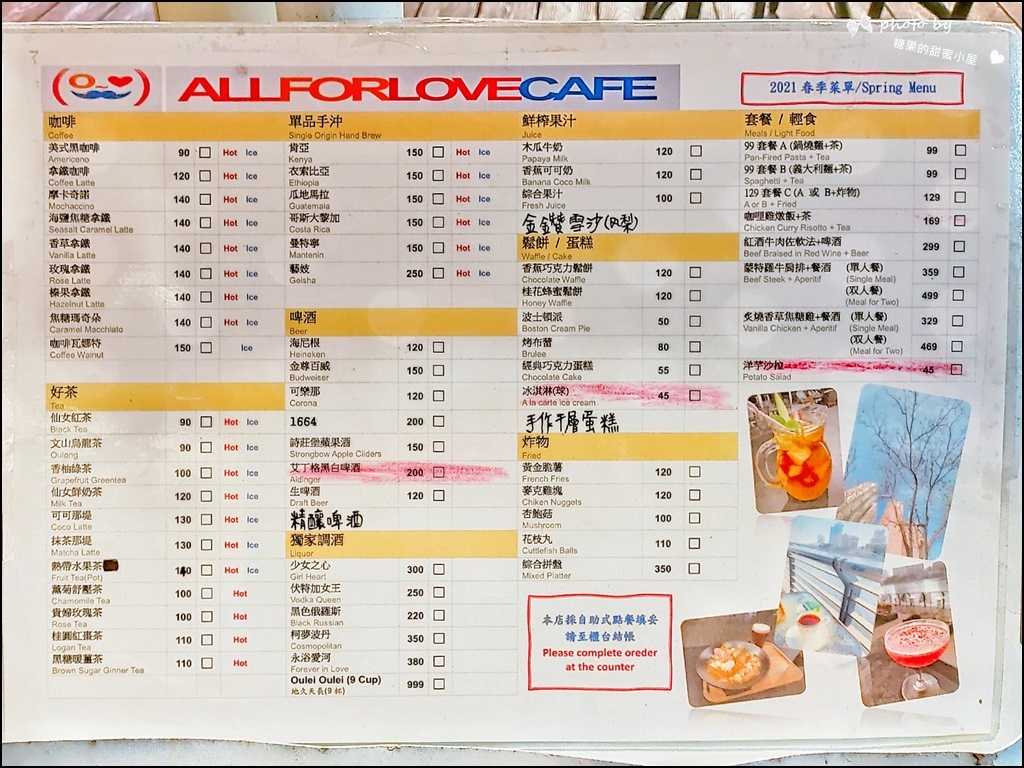 photo by
糖果的甜蜜小屋
ALLFORLOVECAFE
2021 春季菜單/Spring Menu
咖啡
Coffee
美式黑咖啡 90 Hot Ice
Americeno
拿鐵咖啡 120 Hot Ice
Coffee Latte
摩卡奇諾 140 Hot Ice
Mochaccino
海鹽焦糖拿鐵 140 Hot Ice
Seasalt Caramel Latte
香草拿鐵 140 Hot Ice
Vanilla Latte
玫瑰拿鐵 140 Hot Ice
Rose Latte
榛果拿鐵 140 Hot Ice
Hazelnut Latte
焦糖瑪奇朵 140 Hot Ice
Caramel Macchiato
咖啡瓦娜特 150 Ice
Coffee Wainut
好茶
Tea
仙女紅茶 90 Hot Ice
Black Tea
文山烏龍茶 90 Hot Ice
Oulong
香柚綠茶 100 Hot Ice
Grapefruit Greentea
仙女鮮奶茶 120 Hot Ice
Milk Tea
可可那堤 130 Hot Ice
Coco Latte
抹茶那堤 130 Hot Ice
Matcha Latte
熱帶水果茶 140 Hot Ice
Fruit Tea(Pot)
薰菊舒壓茶 100 Hot
Chamomile Tea
貴婦玫瑰茶 100 Hot
Rose Tea
桂圓紅棗茶 110 Hot
Logan Tea
黑糖暖薑茶 110 Hot
Brown Sugar Ginner Tea
單品手沖
Single Origin Hand Brew
肯亞 150 Hot Ice
Kenya
衣索比亞 150 Hot Ice
Ethiopia
瓜地馬拉 150 Hot Ice
Guatemala
哥斯大黎加 150 Hot Ice
Costa Rica
曼特寧 150 Hot Ice
Mantenin
藝妓 250 Hot Ice
Geisha
啤酒
Beer
海尼根 120
Heineken
金尊百威 150
Budweiser
可樂那 120
Corona
1664 200
詩莊堡蘋果酒 150
Strongbow Apple Ciiders
艾丁格黑白啤酒 200
Aidinger
生啤酒 120
Draft Beer
精釀啤酒
獨家調酒
Liquor
少女之心 300
Girl Heart
伏特加女王 250
Vodka Queen
黑色俄羅斯 220
Black Russian
柯夢波丹 350
Cosmopolitan
永浴愛河 380
Forever in Love
Oulei Oulei (9 Cup) 999
地久天長(9 杯)
鮮榨果汁
Juice
木瓜牛奶 120
Papaya Milk
香蕉可可奶 120
Banana Coco Milk
綜合果汁 100
Fresh Juice
金鑽雪沙(鳳梨)
鬆餅 / 蛋糕
Waffle / Cake
香蕉巧克力鬆餅 120
Chocolate Waffle
桂花蜂蜜鬆餅 120
Honey Waffle
波士頓派 50
Boston Cream Pie
烤布蕾 80
Brulee
經典巧克力蛋糕 55
Chocolate Cake
冰淇淋(球) 45
A la carte ice cream
手作千層蛋糕
炸物
Fried
黃金脆薯 120
French Fries
麥克雞塊 120
Chiken Nuggets
杏鮑菇 100
Mushroom
花枝丸 110
Cuttlefish Balls
綜合拼盤 350
Mixed Platter
本店採自助式點餐填妥
請至櫃台結帳
Please complete oreder
at the counter
套餐 / 輕食
Meals / Light Food
99 套餐 A (鍋燒麵+茶) 99
Pan-Fired Pasta + Tea
99 套餐 B (義大利麵+茶) 99
Spaghetti + Tea
129 套餐 C (A 或 B+炸物) 129
A or B + Fried
咖哩雞燉飯+茶 169
Chicken Curry Risotto + Tea
紅酒牛肉佐軟法+啤酒 299
Beef Braised in Red Wine + Beer
蒙特羅牛肩排+餐酒 (單人餐) 359
Beef Steek + Aperitif (Single Meal)
(双人餐) 499
(Meal for Two)
炙燒香草焦糖雞+餐酒 (單人餐) 329
Vanilla Chicken + Aperitif (Single Meal)
(双人餐) 469
(Meal for Two)
洋芋沙拉 45
Potato Salad